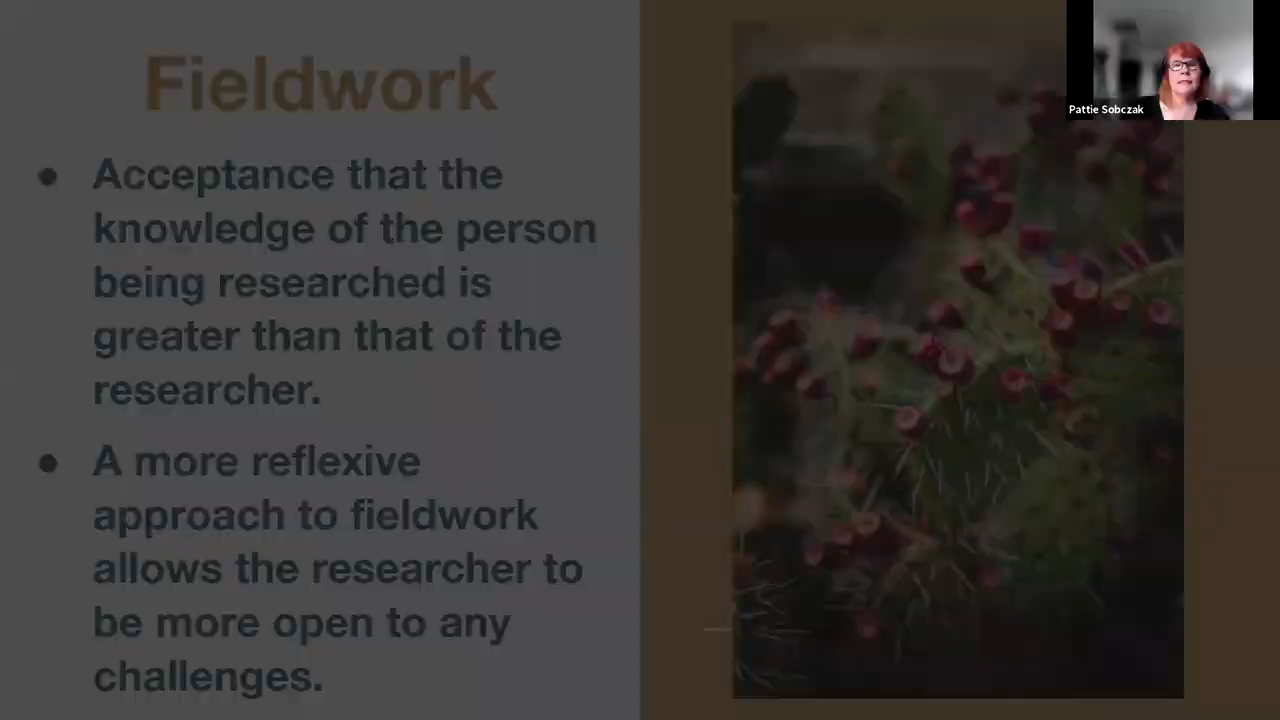 Fieldwork
● Acceptance that the
knowledge of the person
being researched is
greater than that of the
researcher.
● A more reflexive
approach to fieldwork
allows the researcher to
be more open to any
challenges.
Pattie Sobczak